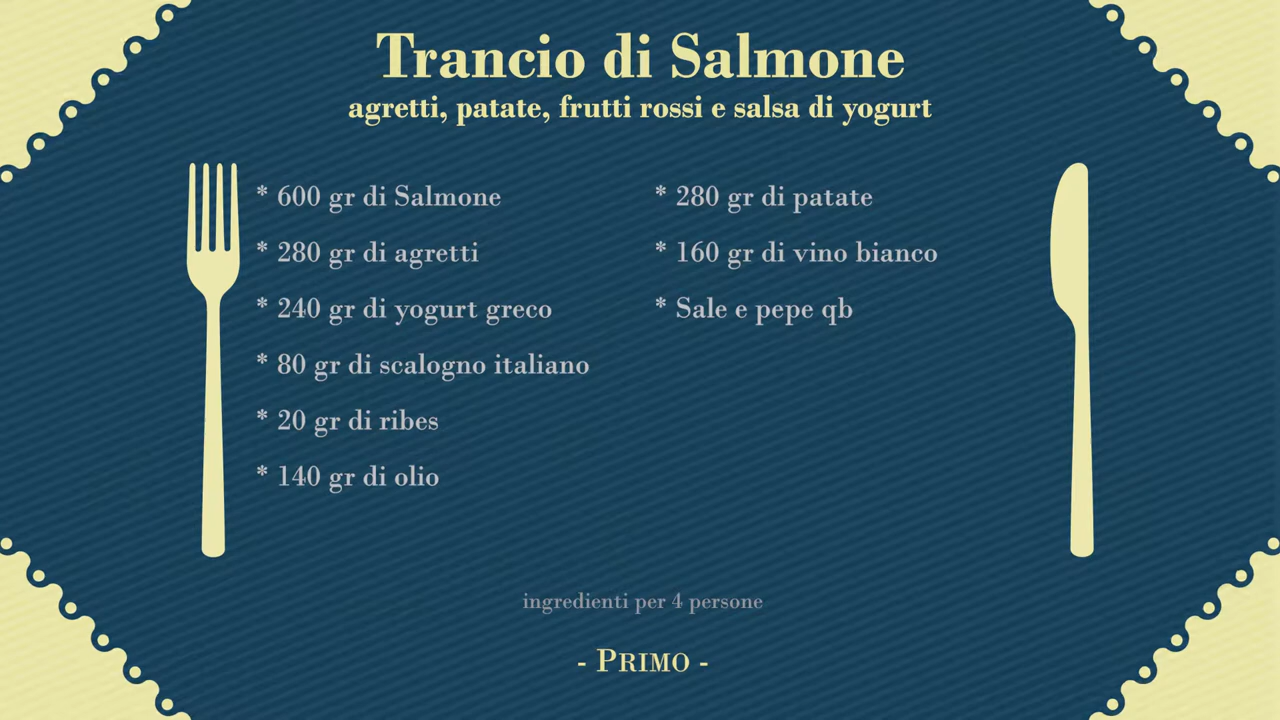 Trancio di Salmone
agretti, patate, frutti rossi e salsa di yogurt
* 600 gr di Salmone
* 280 gr di agretti
* 240 gr di yogurt greco
* 80 gr di scalogno italiano
* 20 gr di ribes
* 140 gr di olio
* 280 gr di patate
* 160 gr di vino bianco
* Sale e pepe qb
ingredienti per 4 persone
- PRIMO -